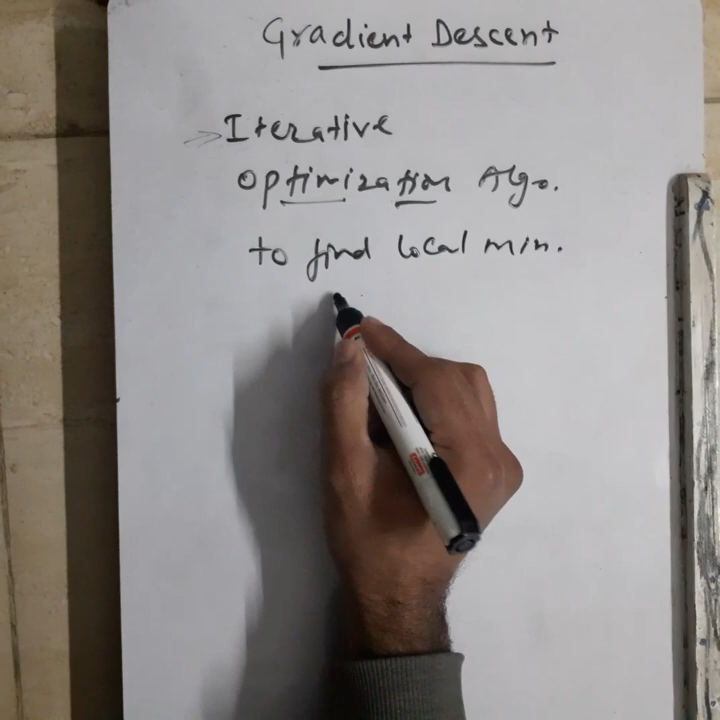 Gradient Descent
⇒ Iterative
Optimization Algo.
to find local min.